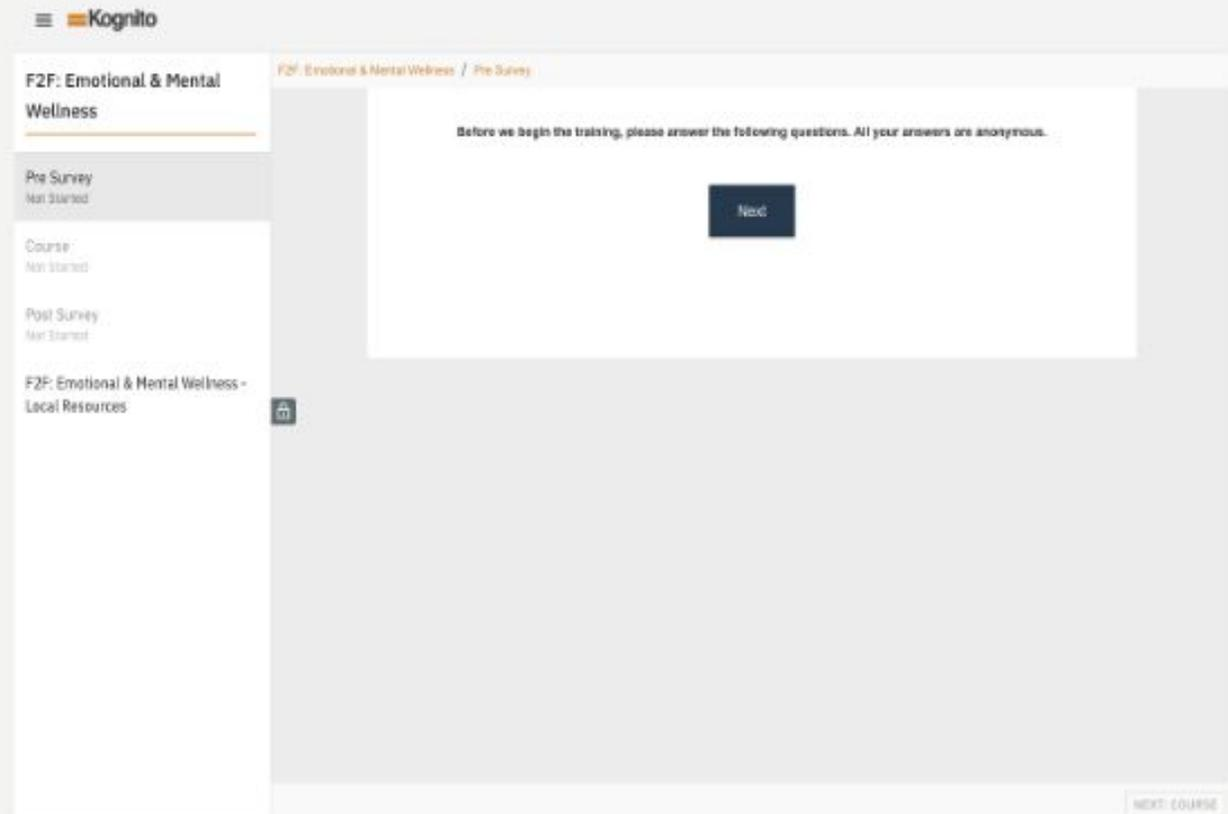 Kognito
F2F: Emotional & Mental
Wellness
F2F: Emotional & Mental Wellness / Pre Survey
Before we begin the training, please answer the following questions. All your answers are anonymous.
Next
Pre Survey
Not Started
Course
Not Started
Post Survey
Not Started
F2F: Emotional & Mental Wellness -
Local Resources
NEXT: COURSE